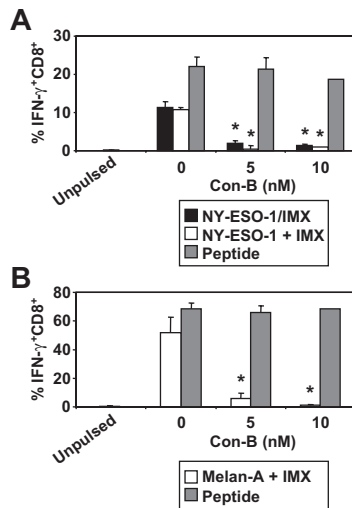 A
% IFN-γ⁺CD8⁺
30
20
10
0
* * * *
Unpulsed 0 5 10
Con-B (nM)
NY-ESO-1/IMX
NY-ESO-1 + IMX
Peptide
B
% IFN-γ⁺CD8⁺
80
60
40
20
0
* *
Unpulsed 0 5 10
Con-B (nM)
Melan-A + IMX
Peptide